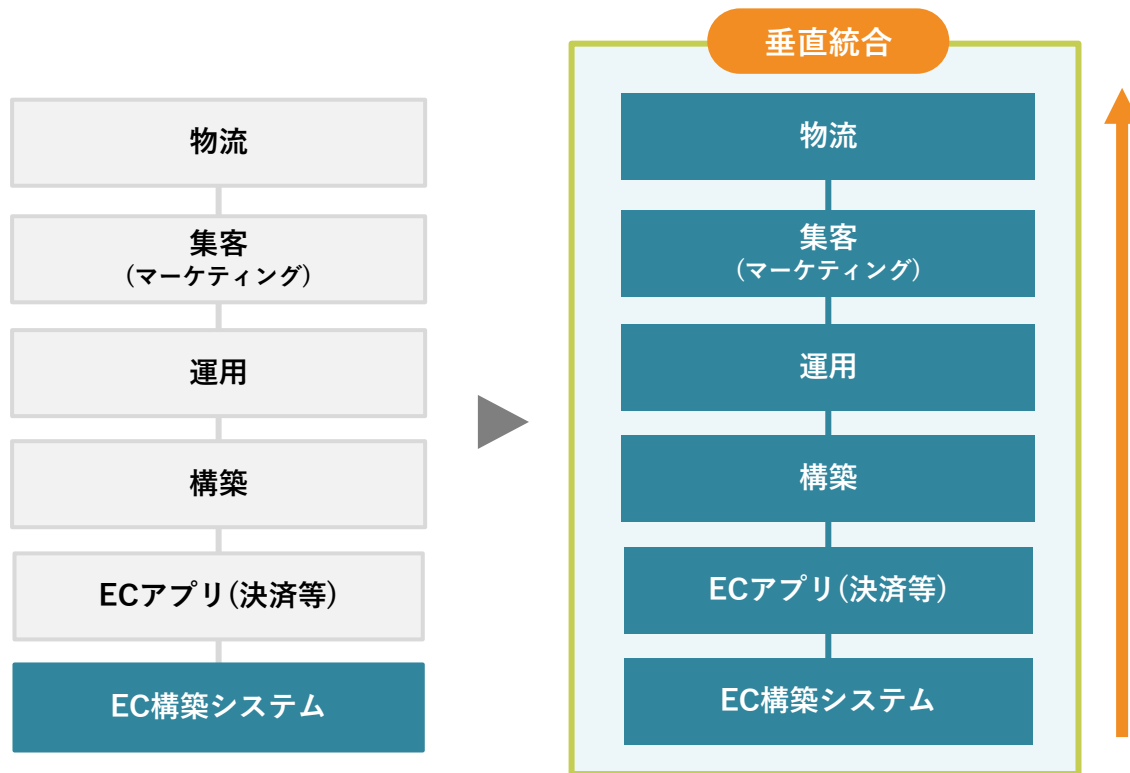 物流
集客
(マーケティング)
運用
構築
ECアプリ(決済等)
EC構築システム
垂直統合
物流
集客
(マーケティング)
運用
構築
ECアプリ(決済等)
EC構築システム